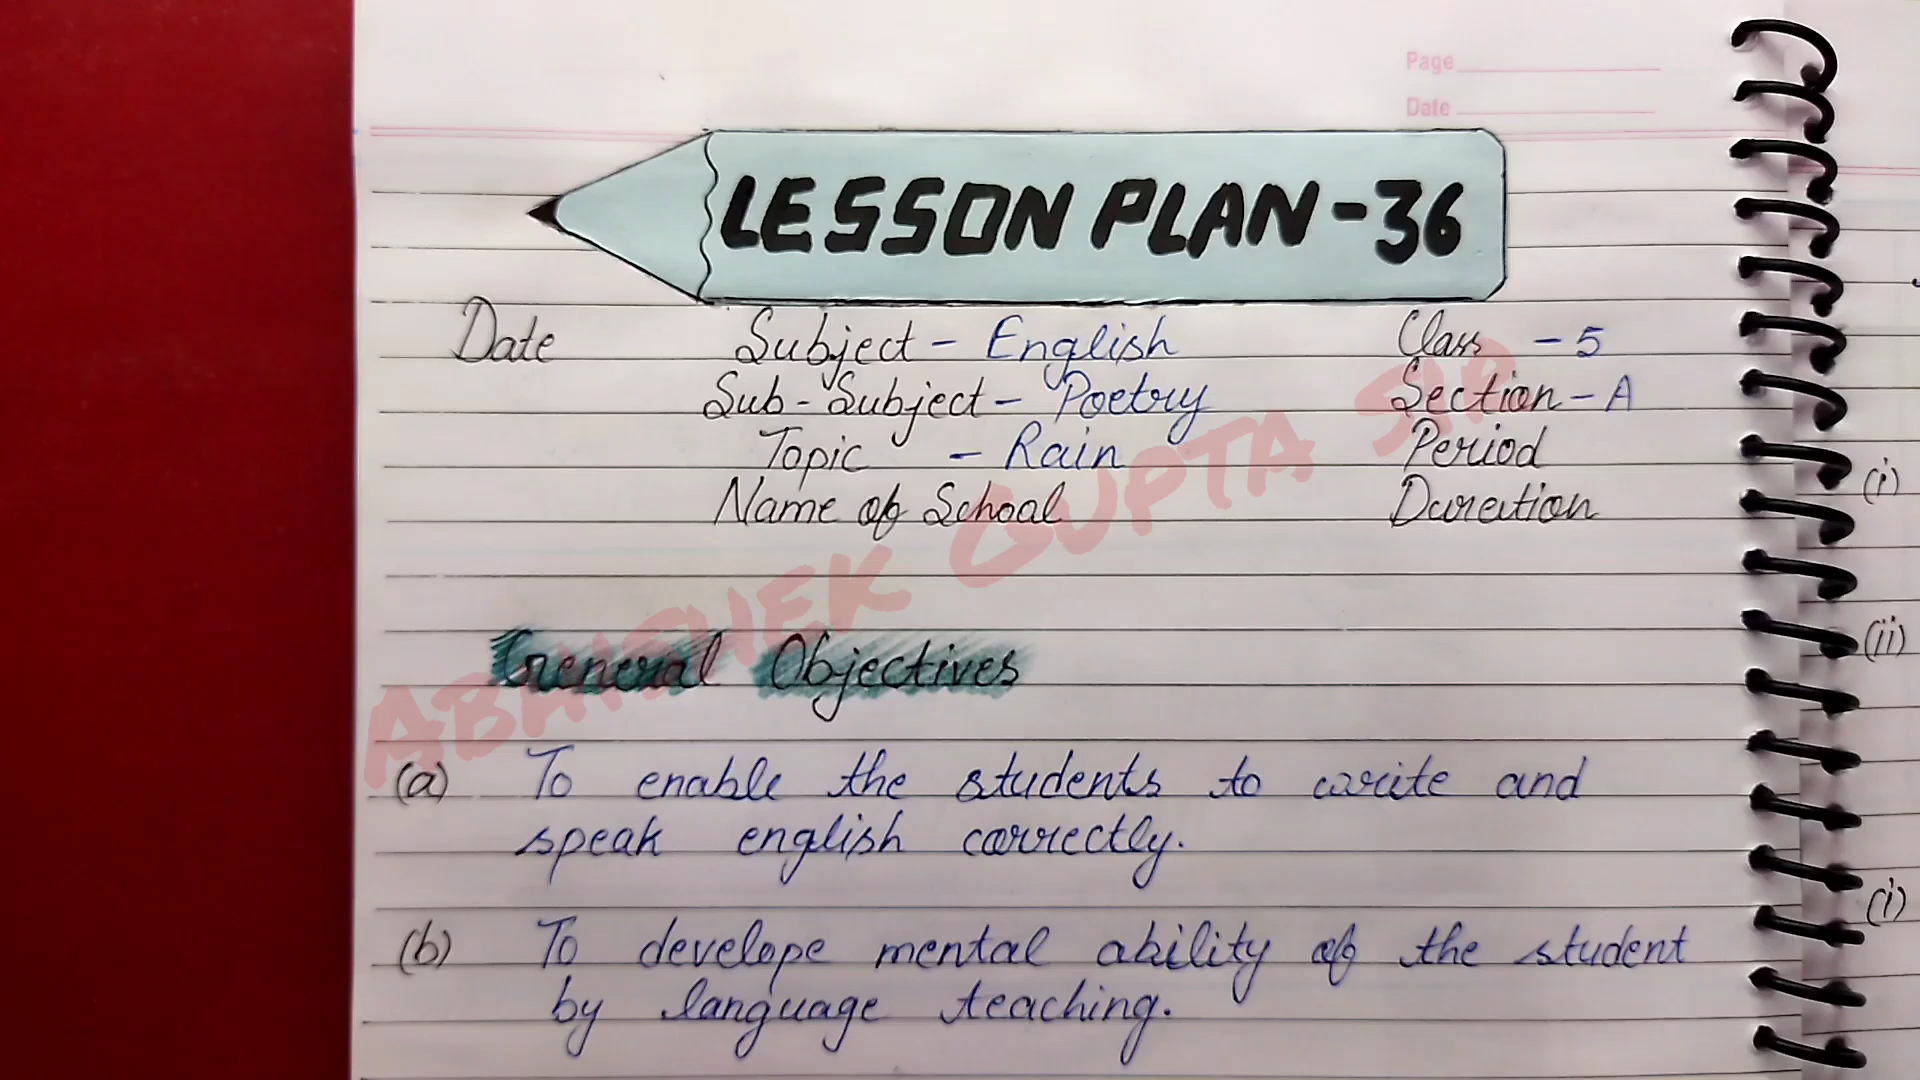 Page
Date
LESSON PLAN-36
Date Subject - English Class - 5
Sub-Subject - Poetry Section - A
Topic - Rain Period
Name of School Duration
ABHISHEK GUPTA SIR
General Objectives
(a) To enable the students to write and
speak english correctly.
(b) To develope mental ability of the student
by language teaching.
(i)
(ii)
(i)